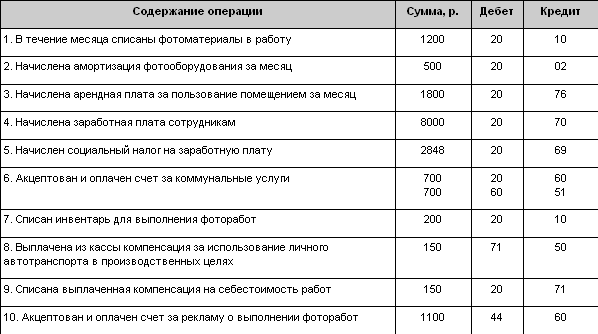 Содержание операции Сумма, р. Дебет Кредит
1. В течение месяца списаны фотоматериалы в работу 1200 20 10
2. Начислена амортизация фотооборудования за месяц 500 20 02
3. Начислена арендная плата за пользование помещением за месяц 1800 20 76
4. Начислена заработная плата сотрудникам 8000 20 70
5. Начислен социальный налог на заработную плату 2848 20 69
6. Акцептован и оплачен счет за коммунальные услуги 700 20 60
700 60 51
7. Списан инвентарь для выполнения фоторабот 200 20 10
8. Выплачена из кассы компенсация за использование личного 150 71 50
автотранспорта в производственных целях
9. Списана выплаченная компенсация на себестоимость работ 150 20 71
10. Акцептован и оплачен счет за рекламу о выполнении фоторабот 1100 44 60